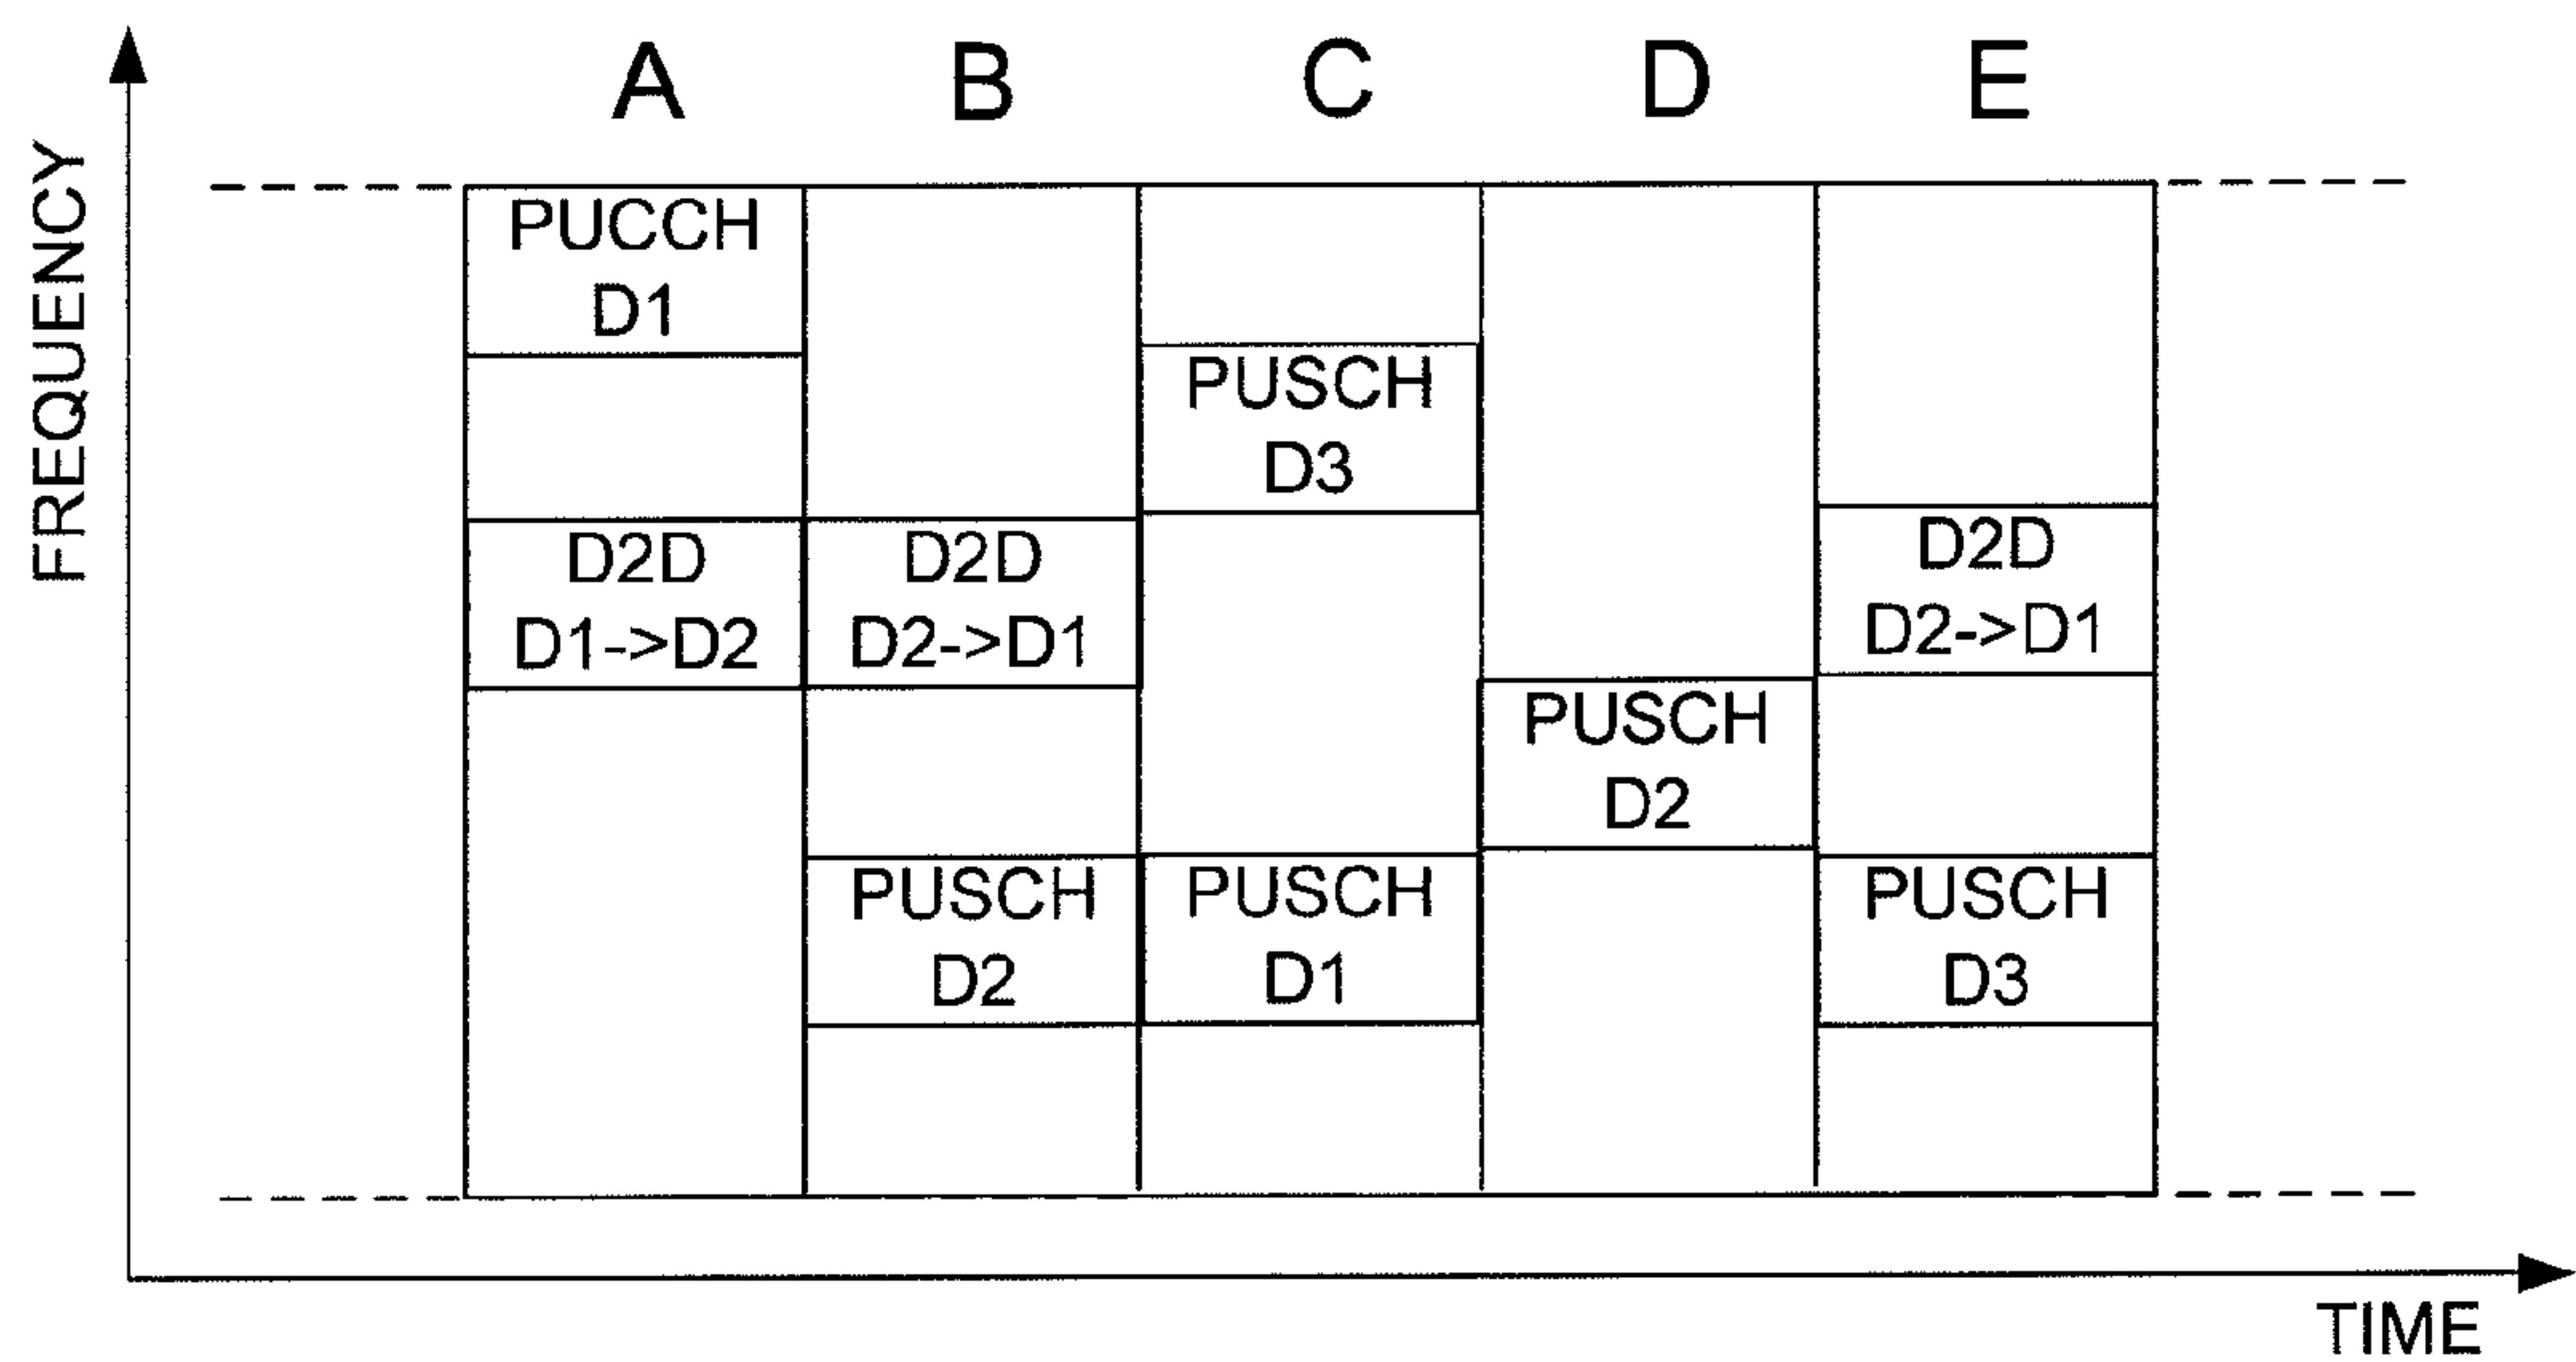 FREQUENCY
A
B
C
D
E
PUCCH
D1
D2D
D1->D2
D2D
D2->D1
PUSCH
D2
PUSCH
D3
PUSCH
D1
PUSCH
D2
D2D
D2->D1
PUSCH
D3
TIME